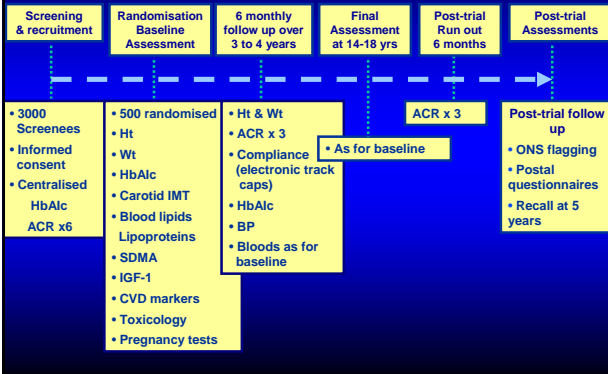 Screening
& recruitment
Randomisation
Baseline
Assessment
6 monthly
follow up over
3 to 4 years
Final
Assessment
at 14-18 yrs
Post-trial
Run out
6 months
Post-trial
Assessments
• 3000
Screenees
• Informed
consent
• Centralised
HbAIc
ACR x6
• 500 randomised
• Ht
• Wt
• HbAIc
• Carotid IMT
• Blood lipids
Lipoproteins
• SDMA
• IGF-1
• CVD markers
• Toxicology
• Pregnancy tests
• Ht & Wt
• ACR x 3
• Compliance
(electronic track
caps)
• HbAIc
• BP
• Bloods as for
baseline
• As for baseline
ACR x 3
Post-trial follow
up
• ONS flagging
• Postal
questionnaires
• Recall at 5
years